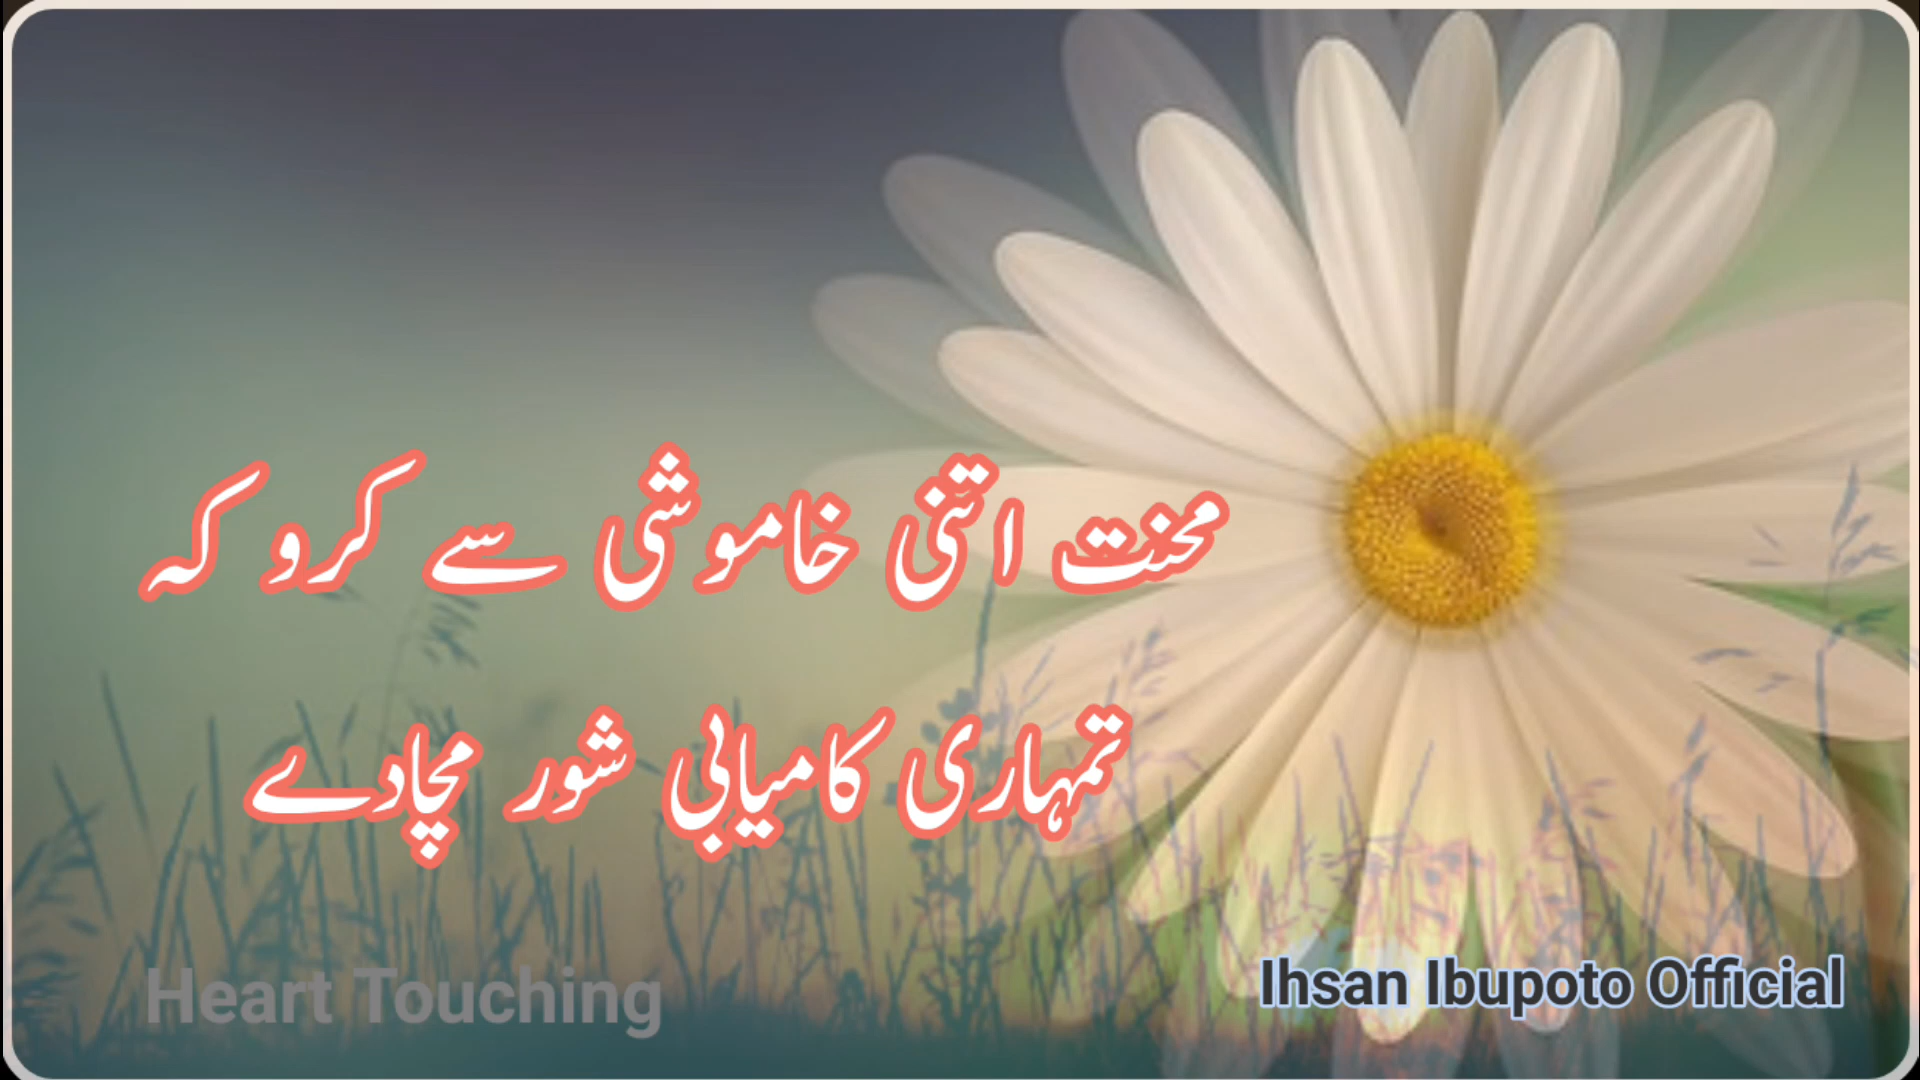 محنت اتنی خاموشی سے کرو کہ
تمہاری کامیابی شور مچادے
Heart Touching
Ihsan Ibupoto Official